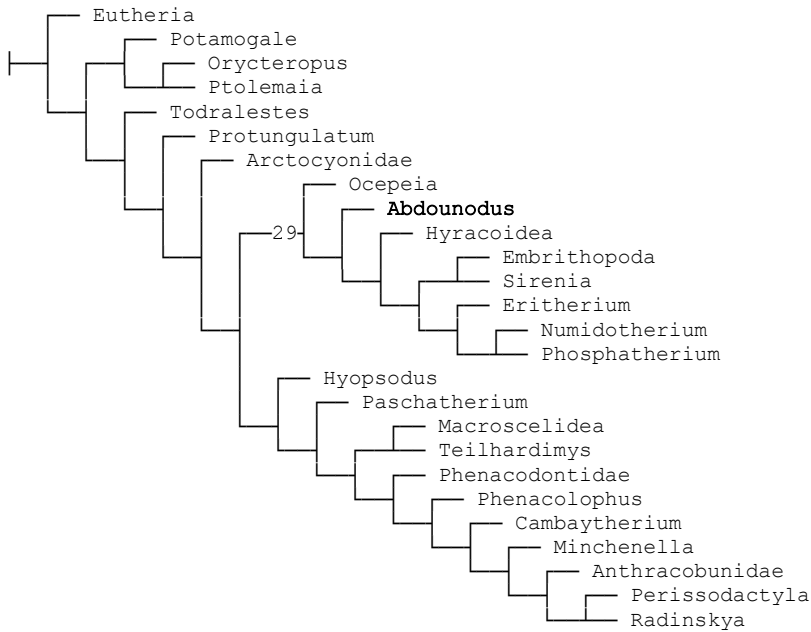 Eutheria
Potamogale
Orycteropus
Ptolemaia
Todralestes
Protungulatum
Arctocyonidae
Ocepeia
Abdounodus
29
Hyracoidea
Embrithopoda
Sirenia
Eritherium
Numidotherium
Phosphatherium
Hyopsodus
Paschatherium
Macroscelidea
Teilhardimys
Phenacodontidae
Phenacolophus
Cambaytherium
Minchenella
Anthracobunidae
Perissodactyla
Radinskya